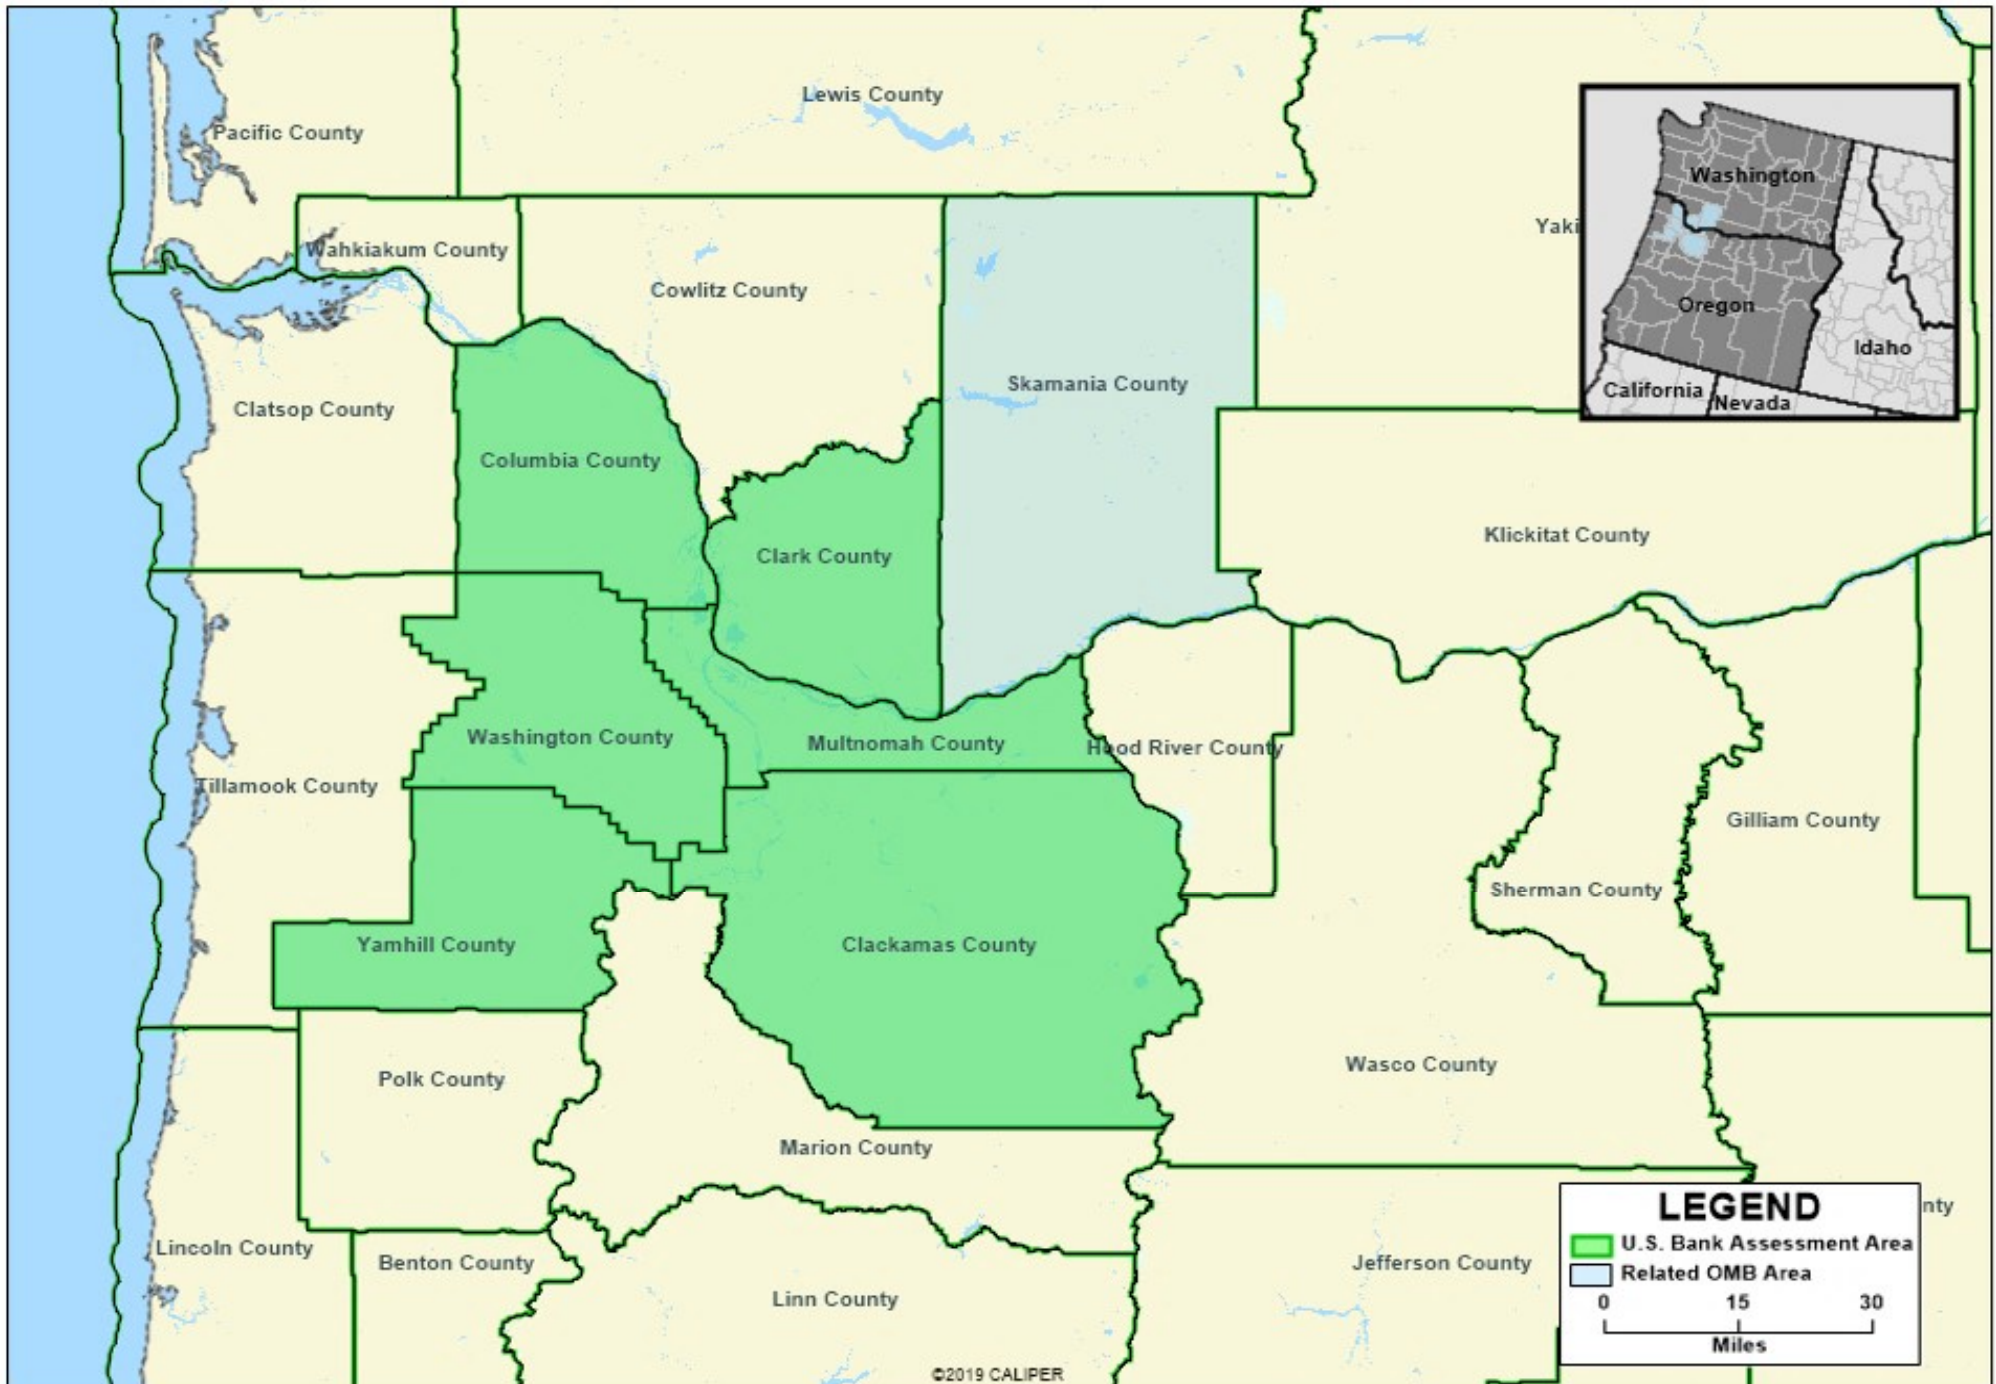 Lewis County
Pacific County
Washington
Yaki
Wahkiakum County
Cowlitz County
Oregon
Idaho
Skamania County
California
Nevada
Clatsop County
Columbia County
Klickitat County
Clark County
Washington County
Multnomah County
Hood River County
Tillamook County
Gilliam County
Sherman County
Yamhill County
Clackamas County
Wasco County
Polk County
Marion County
LEGEND
nty
U.S. Bank Assessment Area
Lincoln County
Benton County
Jefferson County
Related OMB Area
Linn County
0 15 30
Miles
©2019 CALIPER